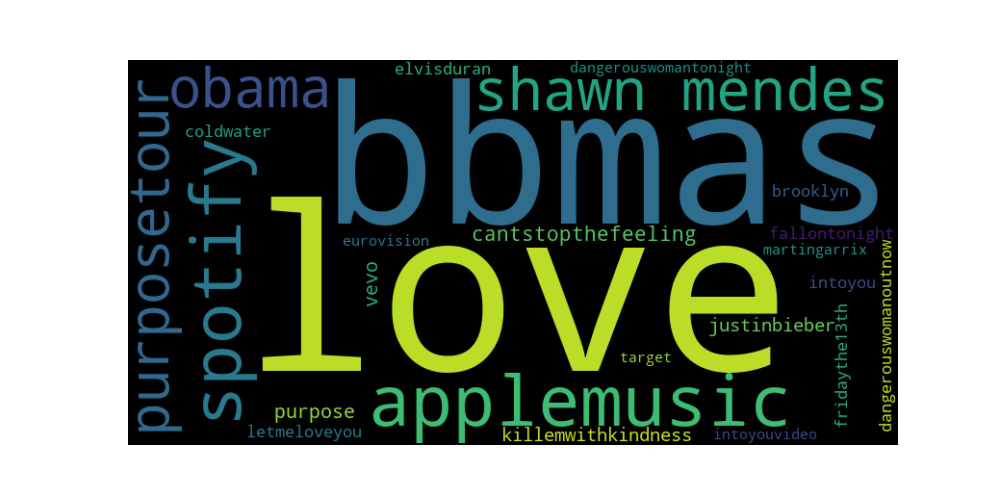 elvisduran
dangerouswomantonight
obama
shawn mendes
bbmas
purposetour
coldwater
spotify
brooklyn
love
cantstopthefeeling
fallontonight
eurovision
martingarrix
vevo
intoyou
dangerouswomanoutnow
justinbieber
fridaythe13th
target
applemusic
purpose
letmeloveyou
killemwithkindness
intoyouvideo